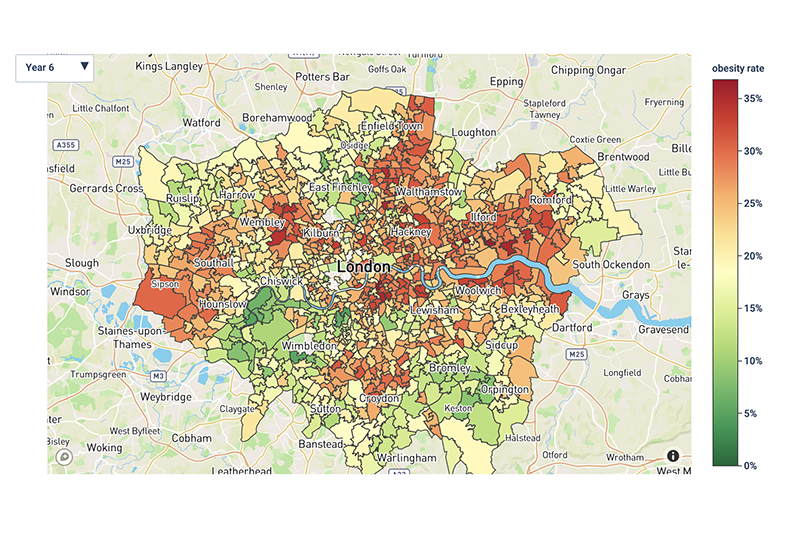 Year 6
Kings Langley
Potters Bar
Goffs Oak
Epping
Chipping Ongar
Shenley
Little Chalfont
Watford
Borehamwood
Enfield Town
Loughton
Stapleford
Tawney
Fryerning
A355
M25
Osidge
Coxtie Green
Brentwood
Gerrards Cross
Ruislip
Harrow
East Finchley
Walthamstow
Romford
Little Warley
Uxbridge
Wembley
Kilburn
Hackney
Ilford
Slough
Southall
London
South Ockendon
Windsor
Sipson
Chiswick
Woolwich
Grays
Hounslow
Lewisham
Bexleyheath
Staines-upon-
Thames
Dartford
Gravesend
Wimbledon
Sidcup
M25
Trumpsgreen
M3
Bromley
Longfield
Weybridge
Croydon
Orpington
Claygate
Sutton
Keston
West Byfleet
Cobham
Banstead
Halstead
Woking
Warlingham
Otford
Wrotham
Leatherhead
West M
obesity rate
35%
30%
25%
20%
15%
10%
5%
0%